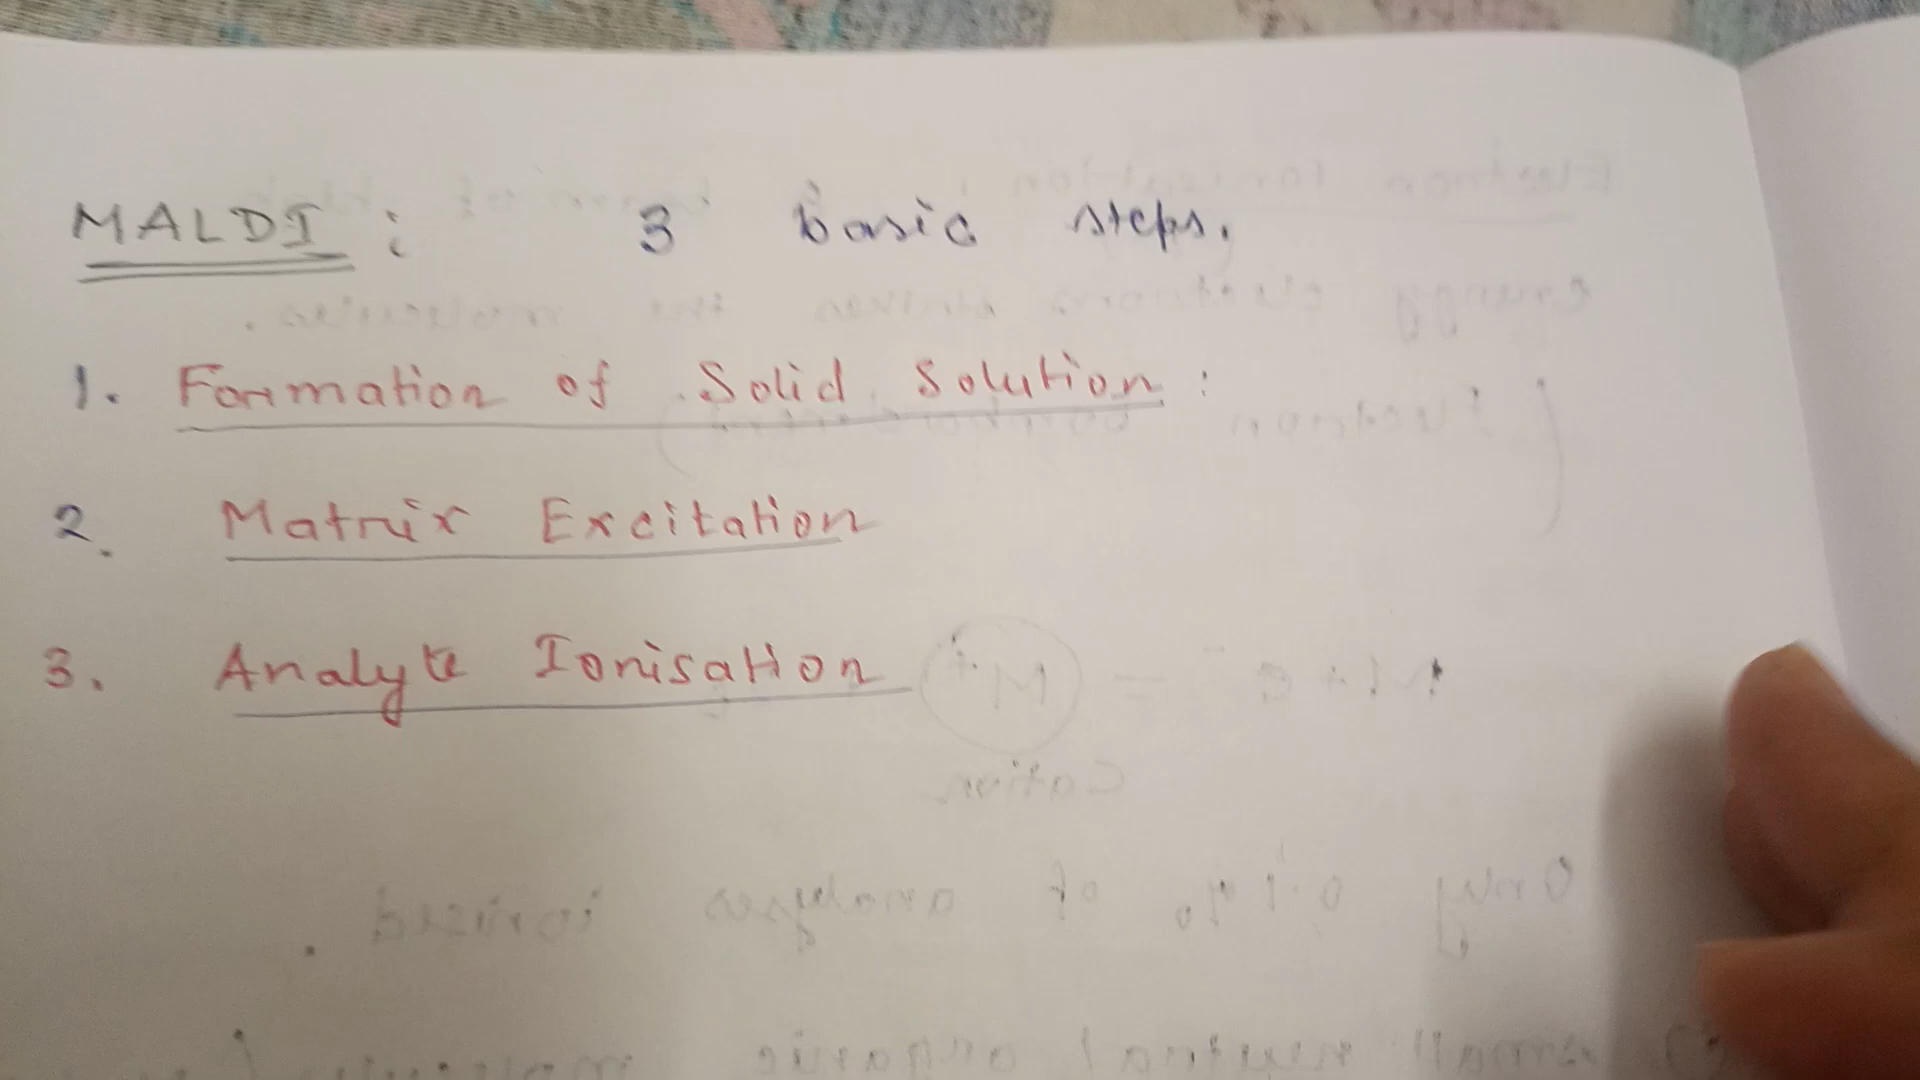 MALDI : 3 basic steps.
1. Formation of Solid Solution :
2. Matrix Excitation
3. Analyte Ionisation